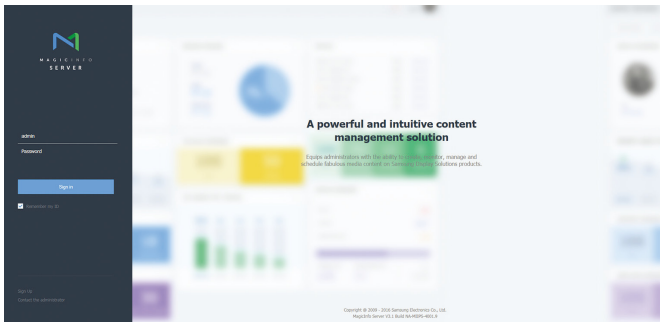 MAGICINFO
SERVER
admin
Password
Sign in
Remember my ID
Sign Up
Contact the administrator
A powerful and intuitive content
management solution
Equips administrators with the ability to create, monitor, manage and
schedule fabulous media content on Samsung Display Solutions products.
Copyright © 2009 - 2016 Samsung Electronics Co., Ltd.
MagicInfo Server V3.1 Build